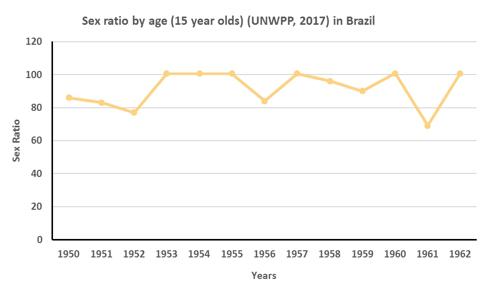 Sex ratio by age (15 year olds) (UNWPP, 2017) in Brazil
120
100
80
60
40
20
0
Sex Ratio
1950 1951 1952 1953 1954 1955 1956 1957 1958 1959 1960 1961 1962
Years